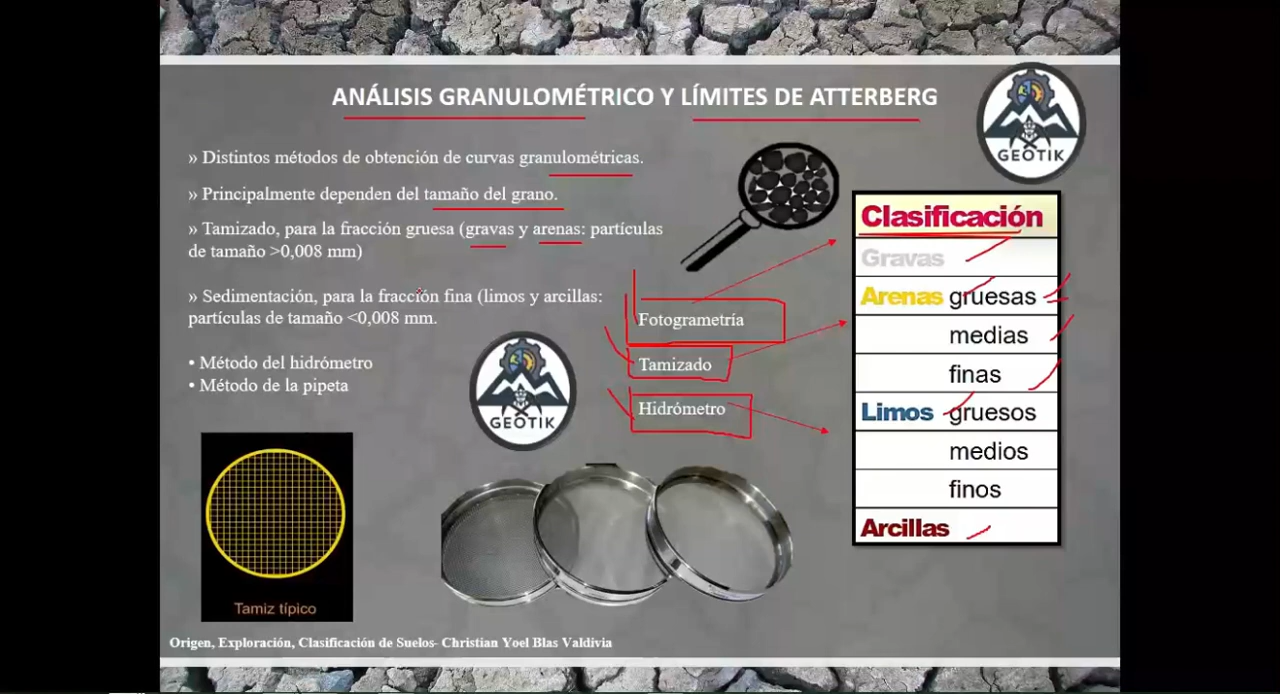 ANÁLISIS GRANULOMÉTRICO Y LÍMITES DE ATTERBERG
GEOTIK
» Distintos métodos de obtención de curvas granulométricas.
» Principalmente dependen del tamaño del grano.
» Tamizado, para la fracción gruesa (gravas y arenas: partículas
de tamaño >0,008 mm)
» Sedimentación, para la fracción fina (limos y arcillas:
partículas de tamaño <0,008 mm.
• Método del hidrómetro
• Método de la pipeta
GEOTIK
Fotogrametría
Tamizado
Hidrómetro
Clasificación
Gravas
Arenas gruesas
medias
finas
Limos gruesos
medios
finos
Arcillas
Tamiz típico
Origen, Exploración, Clasificación de Suelos- Christian Yoel Blas Valdivia